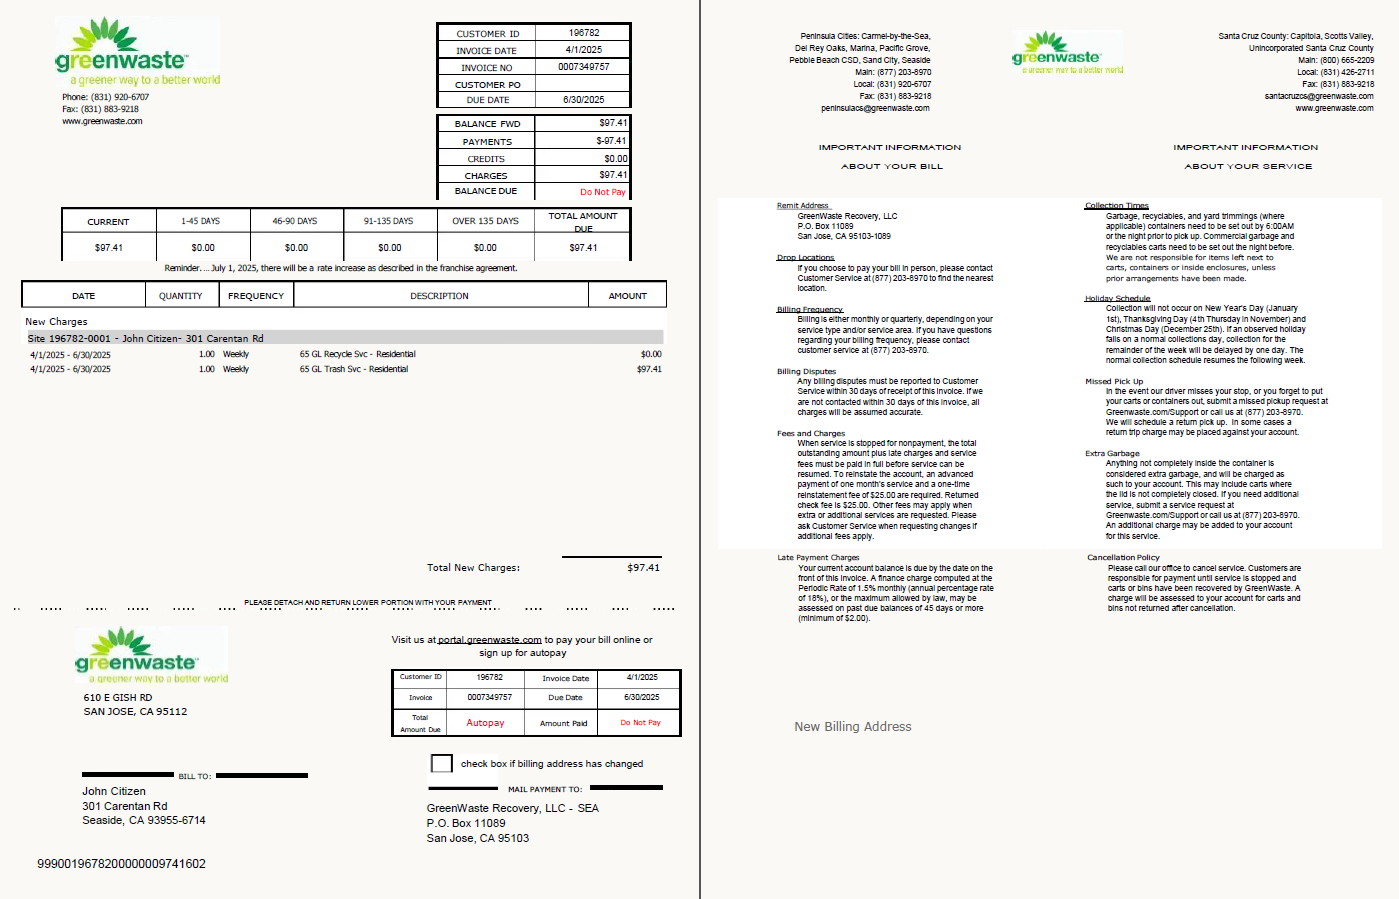 greenwaste™
a greener way to a better world
Phone: (831) 920-6707
Fax: (831) 883-9218
www.greenwaste.com
CUSTOMER ID 196782
INVOICE DATE 4/1/2025
INVOICE NO 0007349757
CUSTOMER PO
DUE DATE 6/30/2025
BALANCE FWD $97.41
PAYMENTS $-97.41
CREDITS $0.00
CHARGES $97.41
BALANCE DUE Do Not Pay
CURRENT 1-45 DAYS 46-90 DAYS 91-135 DAYS OVER 135 DAYS TOTAL AMOUNT DUE
$97.41 $0.00 $0.00 $0.00 $0.00 $97.41
Reminder....July 1, 2025, there will be a rate increase as described in the franchise agreement.
DATE QUANTITY FREQUENCY DESCRIPTION AMOUNT
New Charges
Site 196782-0001 - John Citizen- 301 Carentan Rd
4/1/2025 - 6/30/2025 1.00 Weekly 65 GL Recycle Svc - Residential $0.00
4/1/2025 - 6/30/2025 1.00 Weekly 65 GL Trash Svc - Residential $97.41
Total New Charges: $97.41
PLEASE DETACH AND RETURN LOWER PORTION WITH YOUR PAYMENT
greenwaste™
a greener way to a better world
610 E GISH RD
SAN JOSE, CA 95112
Visit us at portal.greenwaste.com to pay your bill online or
sign up for autopay
Customer ID 196782 Invoice Date 4/1/2025
Invoice 0007349757 Due Date 6/30/2025
Total Amount Due Autopay Amount Paid Do Not Pay
check box if billing address has changed
BILL TO:
John Citizen
301 Carentan Rd
Seaside, CA 93955-6714
MAIL PAYMENT TO:
GreenWaste Recovery, LLC - SEA
P.O. Box 11089
San Jose, CA 95103
9990019678200000009741602
Peninsula Cities: Carmel-by-the-Sea,
Del Rey Oaks, Marina, Pacific Grove,
Pebble Beach CSD, Sand City, Seaside
Main: (877) 203-8970
Local: (831) 920-6707
Fax: (831) 883-9218
peninsulacs@greenwaste.com
greenwaste™
a greener way to a better world
Santa Cruz County: Capitola, Scotts Valley,
Unincorporated Santa Cruz County
Main: (800) 665-2209
Local: (831) 426-2711
Fax: (831) 883-9218
santacruzcs@greenwaste.com
www.greenwaste.com
IMPORTANT INFORMATION
ABOUT YOUR BILL
Remit Address
GreenWaste Recovery, LLC
P.O. Box 11089
San Jose, CA 95103-1089
Drop Locations
If you choose to pay your bill in person, please contact
Customer Service at (877) 203-8970 to find the nearest
location.
Billing Frequency
Billing is either monthly or quarterly, depending on your
service type and/or service area. If you have questions
regarding your billing frequency, please contact
customer service at (877) 203-8970.
Billing Disputes
Any billing disputes must be reported to Customer
Service within 30 days of receipt of this invoice. If we
are not contacted within 30 days of this invoice, all
charges will be assumed accurate.
Fees and Charges
When service is stopped for nonpayment, the total
outstanding amount plus late charges and service
fees must be paid in full before service can be
resumed. To reinstate the account, an advanced
payment of one month's service and a one-time
reinstatement fee of $25.00 are required. Returned
check fee is $25.00. Other fees may apply when
extra or additional services are requested. Please
ask Customer Service when requesting changes if
additional fees apply.
Late Payment Charges
Your current account balance is due by the date on the
front of this invoice. A finance charge computed at the
Periodic Rate of 1.5% monthly (annual percentage rate
of 18%), or the maximum allowed by law, may be
assessed on past due balances of 45 days or more
(minimum of $2.00).
IMPORTANT INFORMATION
ABOUT YOUR SERVICE
Collection Times
Garbage, recyclables, and yard trimmings (where
applicable) containers need to be set out by 6:00AM
or the night prior to pick up. Commercial garbage and
recyclables carts need to be set out the night before.
We are not responsible for items left next to
carts, containers or inside enclosures, unless
prior arrangements have been made.
Holiday Schedule
Collection will not occur on New Year's Day (January
1st), Thanksgiving Day (4th Thursday in November) and
Christmas Day (December 25th). If an observed holiday
falls on a normal collections day, collection for the
remainder of the week will be delayed by one day. The
normal collection schedule resumes the following week.
Missed Pick Up
In the event our driver misses your stop, or you forget to put
your carts or containers out, submit a missed pickup request at
Greenwaste.com/Support or call us at (877) 203-8970.
We will schedule a return pick up. In some cases a
return trip charge may be placed against your account.
Extra Garbage
Anything not completely inside the container is
considered extra garbage, and will be charged as
such to your account. This may include carts where
the lid is not completely closed. If you need additional
service, submit a service request at
Greenwaste.com/Support or call us at (877) 203-8970.
An additional charge may be added to your account
for this service.
Cancellation Policy
Please call our office to cancel service. Customers are
responsible for payment until service is stopped and
carts or bins have been recovered by GreenWaste. A
charge will be assessed to your account for carts and
bins not returned after cancellation.
New Billing Address